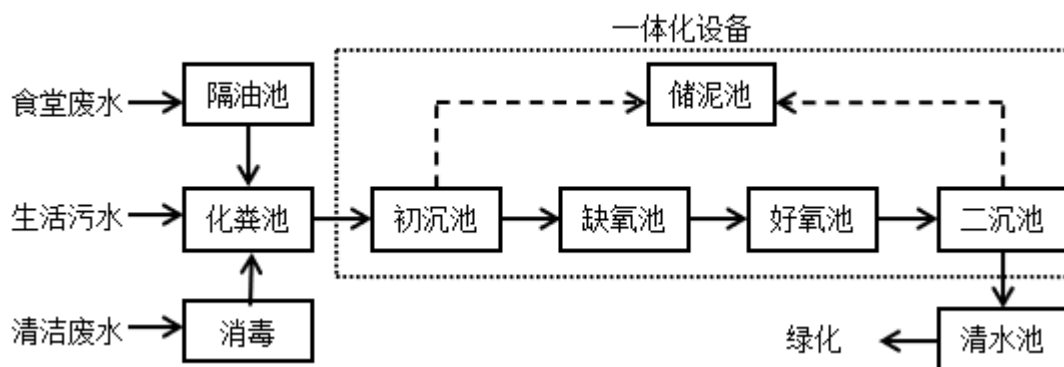 一体化设备
食堂废水
隔油池
储泥池
生活污水
化粪池
初沉池
缺氧池
好氧池
二沉池
清洁废水
消毒
绿化
清水池